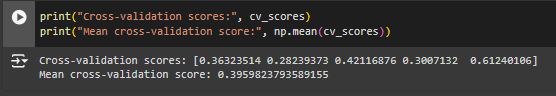 print("Cross-validation scores:", cv_scores)
print("Mean cross-validation score:", np.mean(cv_scores))
Cross-validation scores: [0.36323514 0.28239373 0.42116876 0.3007132  0.61240106]
Mean cross-validation score: 0.3959823793589155